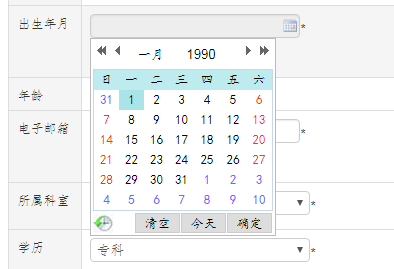 出生年月 *
一月 1990
日 一 二 三 四 五 六
31 1 2 3 4 5 6
7 8 9 10 11 12 13
14 15 16 17 18 19 20
21 22 23 24 25 26 27
28 29 30 31 1 2 3
4 5 6 7 8 9 10
清空 今天 确定
年龄
电子邮箱 *
所属科室 *
学历 专科 *